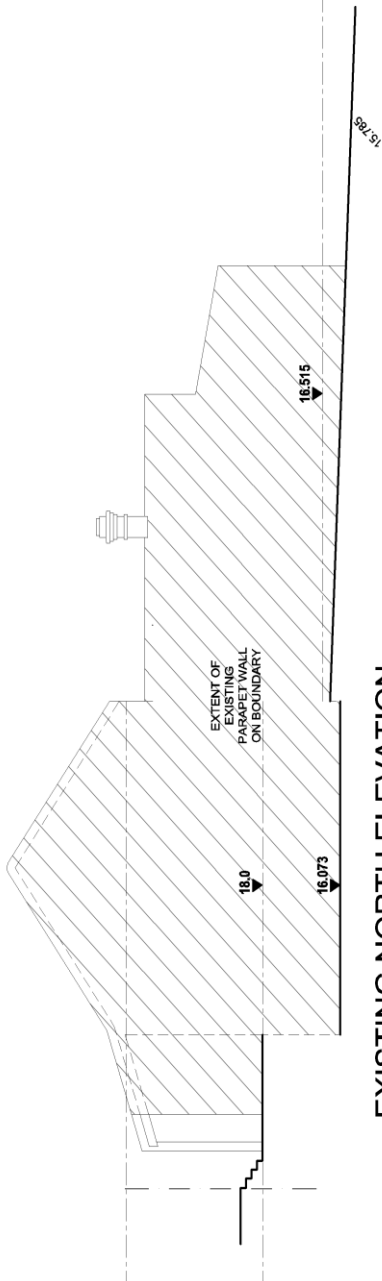 15.785
16.515
EXTENT OF
EXISTING
PARAPET WALL
ON BOUNDARY
18.0
16.073
EXISTING NORTH ELEVATION